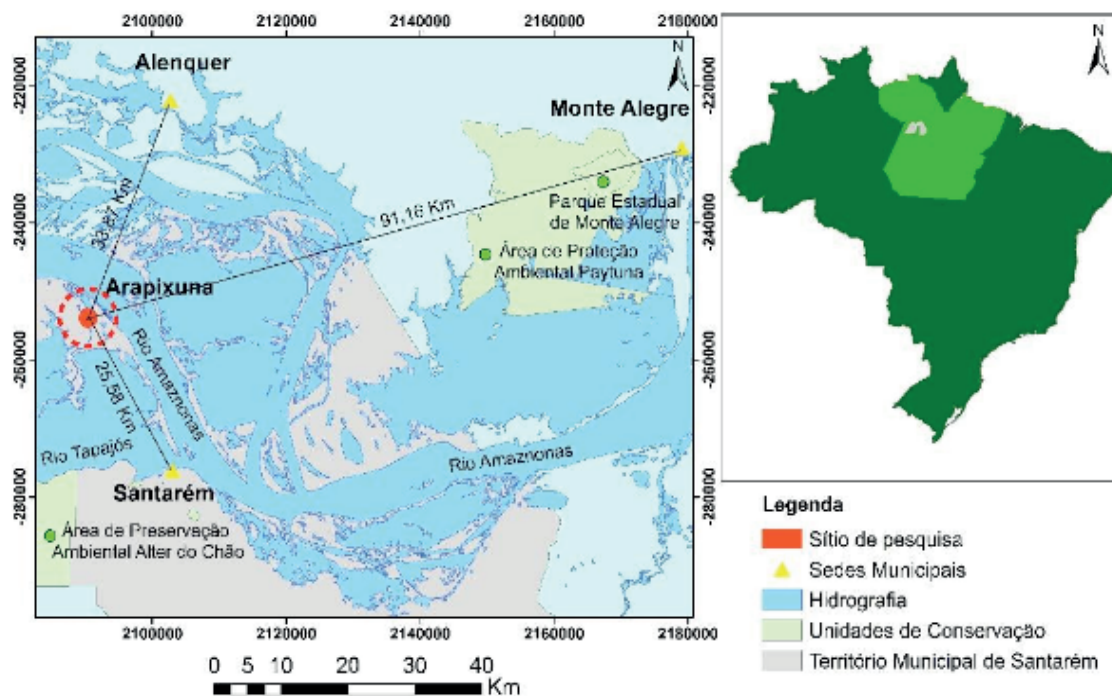 2100000 2120000 2140000 2160000 2180000
N
Alenquer
-220000 -220000
Monte Alegre
Km
91,16 Km
Parque Estadual
de Monte Alegre
-240000 -240000
Área de Proteção
Ambiental Paytuna
Arapixuna
Rio Amaznonas
25,58 Km
-260000 -260000
Rio Tapajós
Rio Amaznonas
Santarém
-280000 -280000
Área de Preservação
Ambiental Alter do Chão
2100000 2120000 2140000 2160000 2180000
0 5 10 20 30 40
Km
N
Legenda
Sítio de pesquisa
Sedes Municipais
Hidrografia
Unidades de Conservação
Território Municipal de Santarém